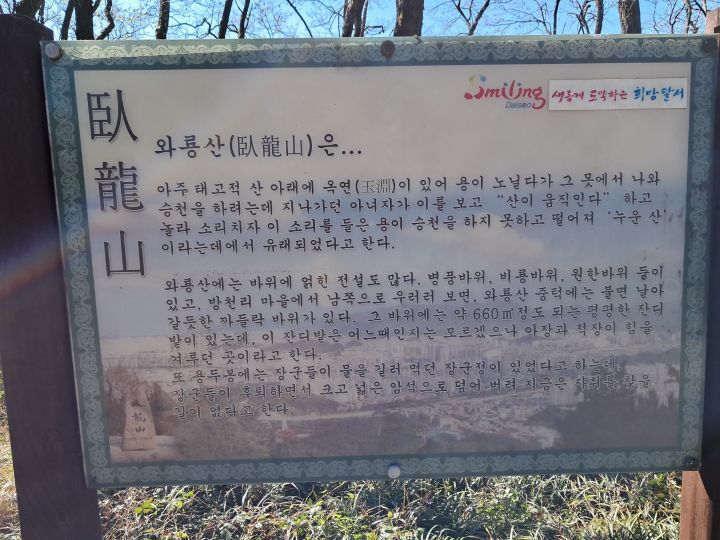 Smiling
Dalseo
새롭게 도약하는 희망달서
臥龍山
와룡산(臥龍山)은...
아주 태고적 산 아래에 옥연(玉淵)이 있어 용이 노닐다가 그 못에서 나와
승천을 하려는데 지나가던 아녀자가 이를 보고 “산이 움직인다” 하고
놀라 소리치자 이 소리를 들은 용이 승천을 하지 못하고 떨어져 ‘누운 산’
이라는데에서 유래되었다고 한다.
와룡산에는 바위에 얽힌 전설도 많다. 병풍바위, 비룡바위, 원한바위 등이
있고, 방천리 마을에서 남쪽으로 우러러 보면, 와룡산 중턱에는 불면 날아
갈듯한 까들락 바위가 있다. 그 바위에는 약 660㎡정도 되는 평평한 잔디
밭이 있는데, 이 잔디밭은 어느때인지는 모르겠으나 아장과 적장이 힘을
겨루던 곳이라고 한다.
또 용두봉에는 장군들이 물을 길러 먹던 장군정이 있었다고 하는데,
장군들이 후퇴하면서 크고 넓은 암석으로 덮어 버려 지금은 자취를 찾을
길이 없다고 한다.
臥龍山